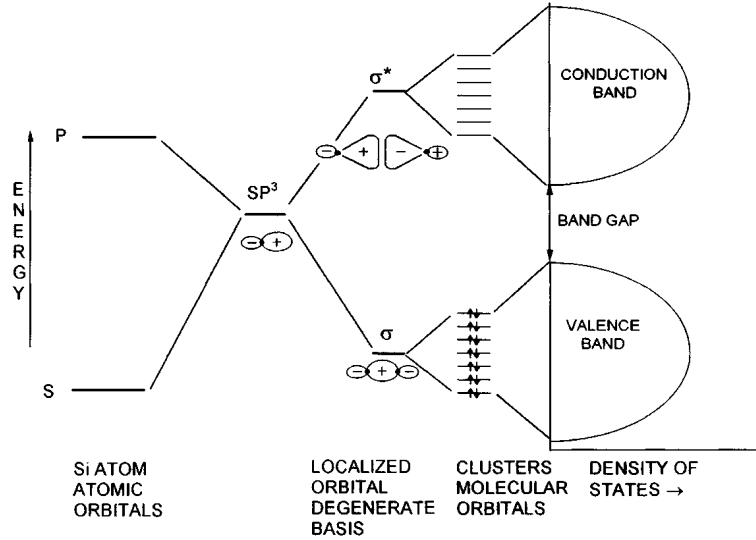 σ*
CONDUCTION
BAND
P
SP³
ENERGY
BAND GAP
σ
VALENCE
BAND
S
Si ATOM
ATOMIC
ORBITALS
LOCALIZED
ORBITAL
DEGENERATE
BASIS
CLUSTERS
MOLECULAR
ORBITALS
DENSITY OF
STATES →